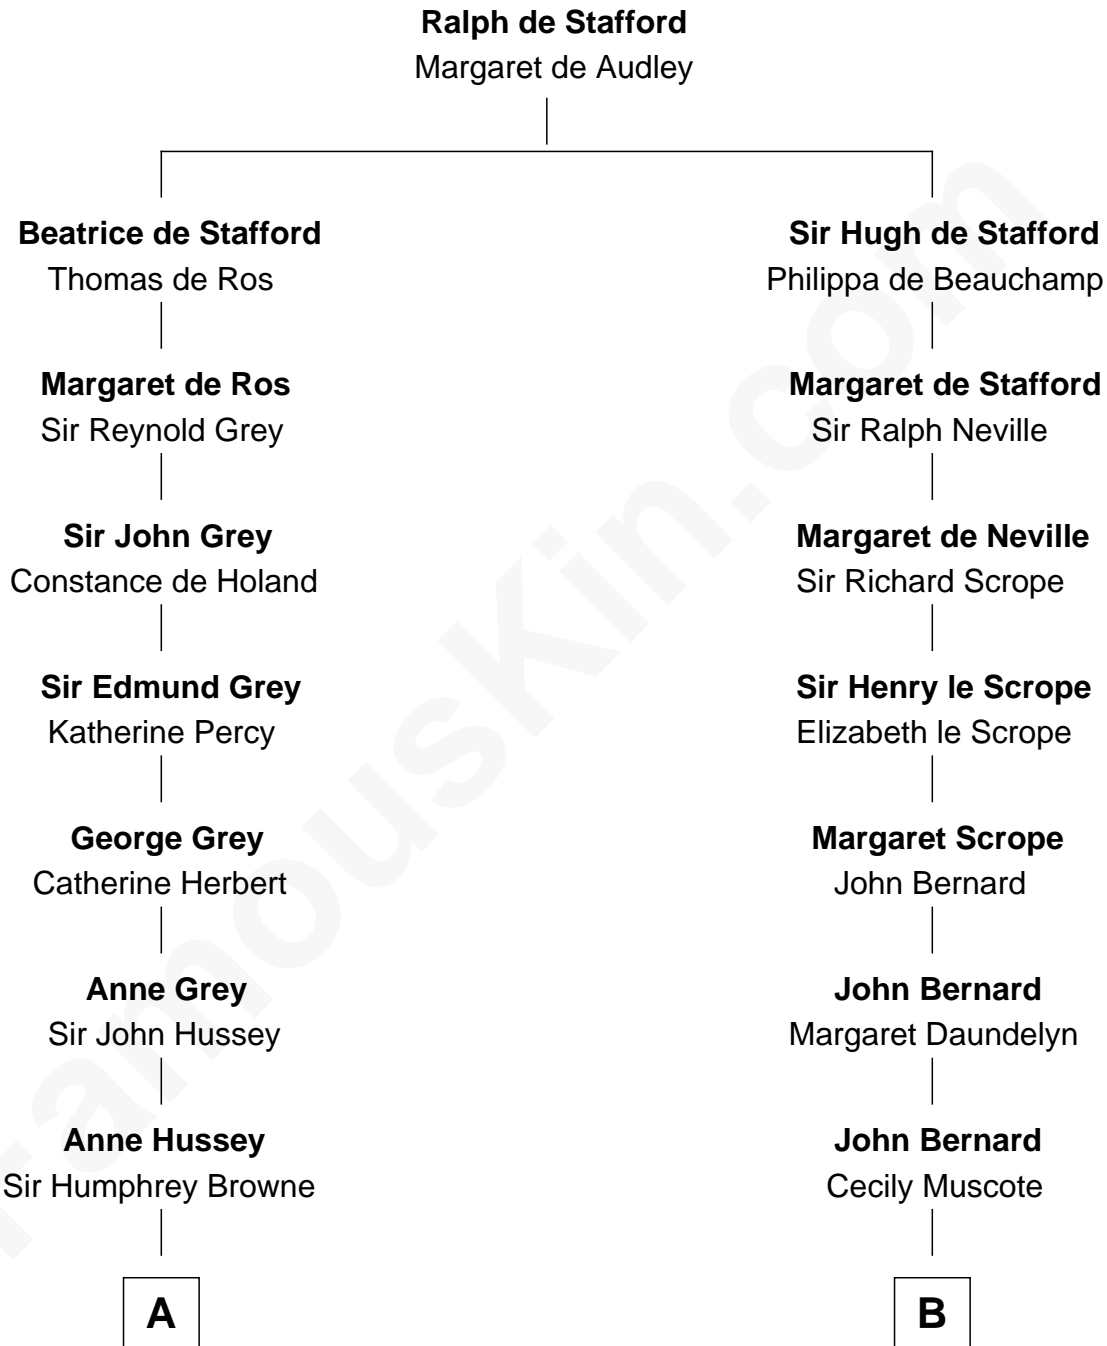 Ralph de Stafford
Margaret de Audley
Beatrice de Stafford
Thomas de Ros
Sir Hugh de Stafford
Philippa de Beauchamp
Margaret de Ros
Sir Reynold Grey
Margaret de Stafford
Sir Ralph Neville
Sir John Grey
Constance de Holand
Margaret de Neville
Sir Richard Scrope
Sir Edmund Grey
Katherine Percy
Sir Henry le Scrope
Elizabeth le Scrope
George Grey
Catherine Herbert
Margaret Scrope
John Bernard
Anne Grey
Sir John Hussey
John Bernard
Margaret Daundelyn
Anne Hussey
Sir Humphrey Browne
John Bernard
Cecily Muscote
A
B
FamousKin.com